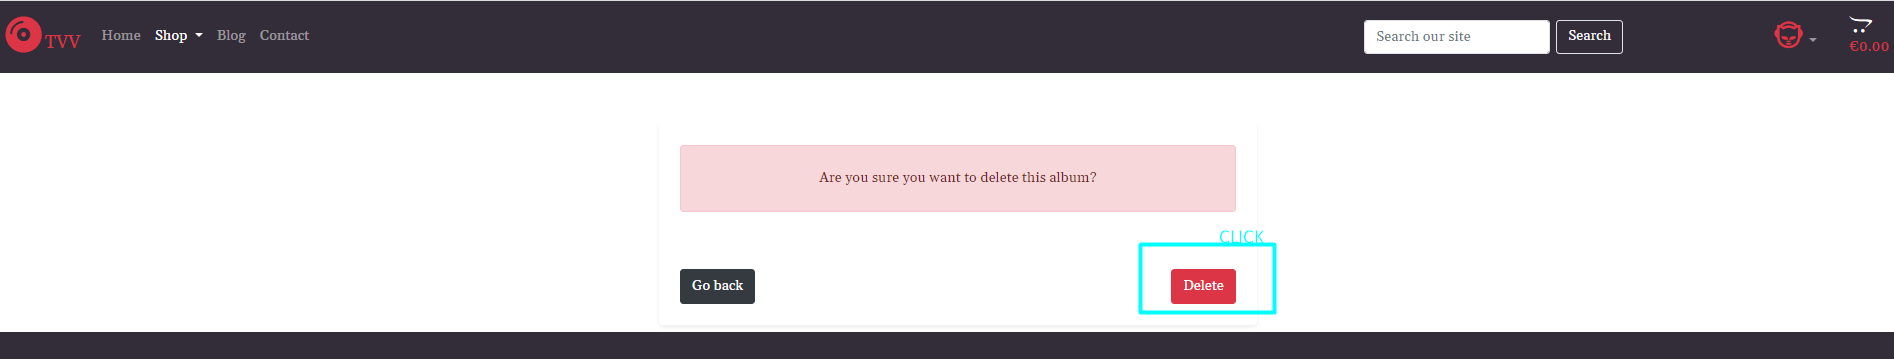 TVV Home Shop Blog Contact Search our site Search
€0.00
Are you sure you want to delete this album?
CLICK
Go back Delete